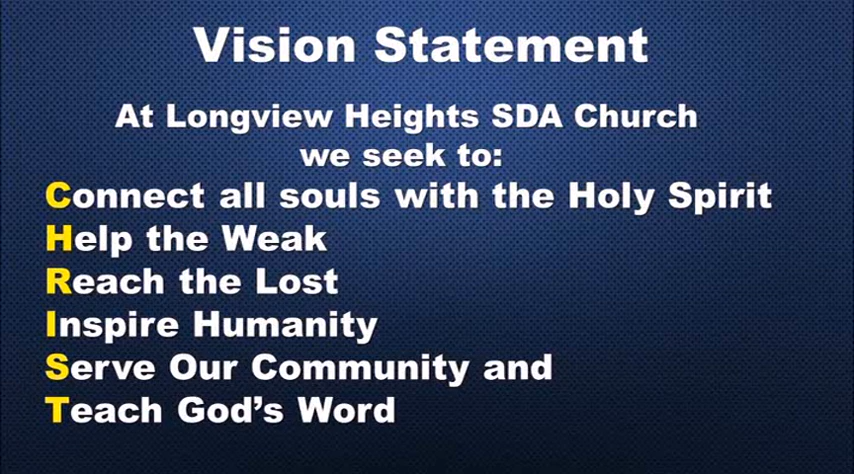 Vision Statement
At Longview Heights SDA Church
we seek to:
Connect all souls with the Holy Spirit
Help the Weak
Reach the Lost
Inspire Humanity
Serve Our Community and
Teach God’s Word